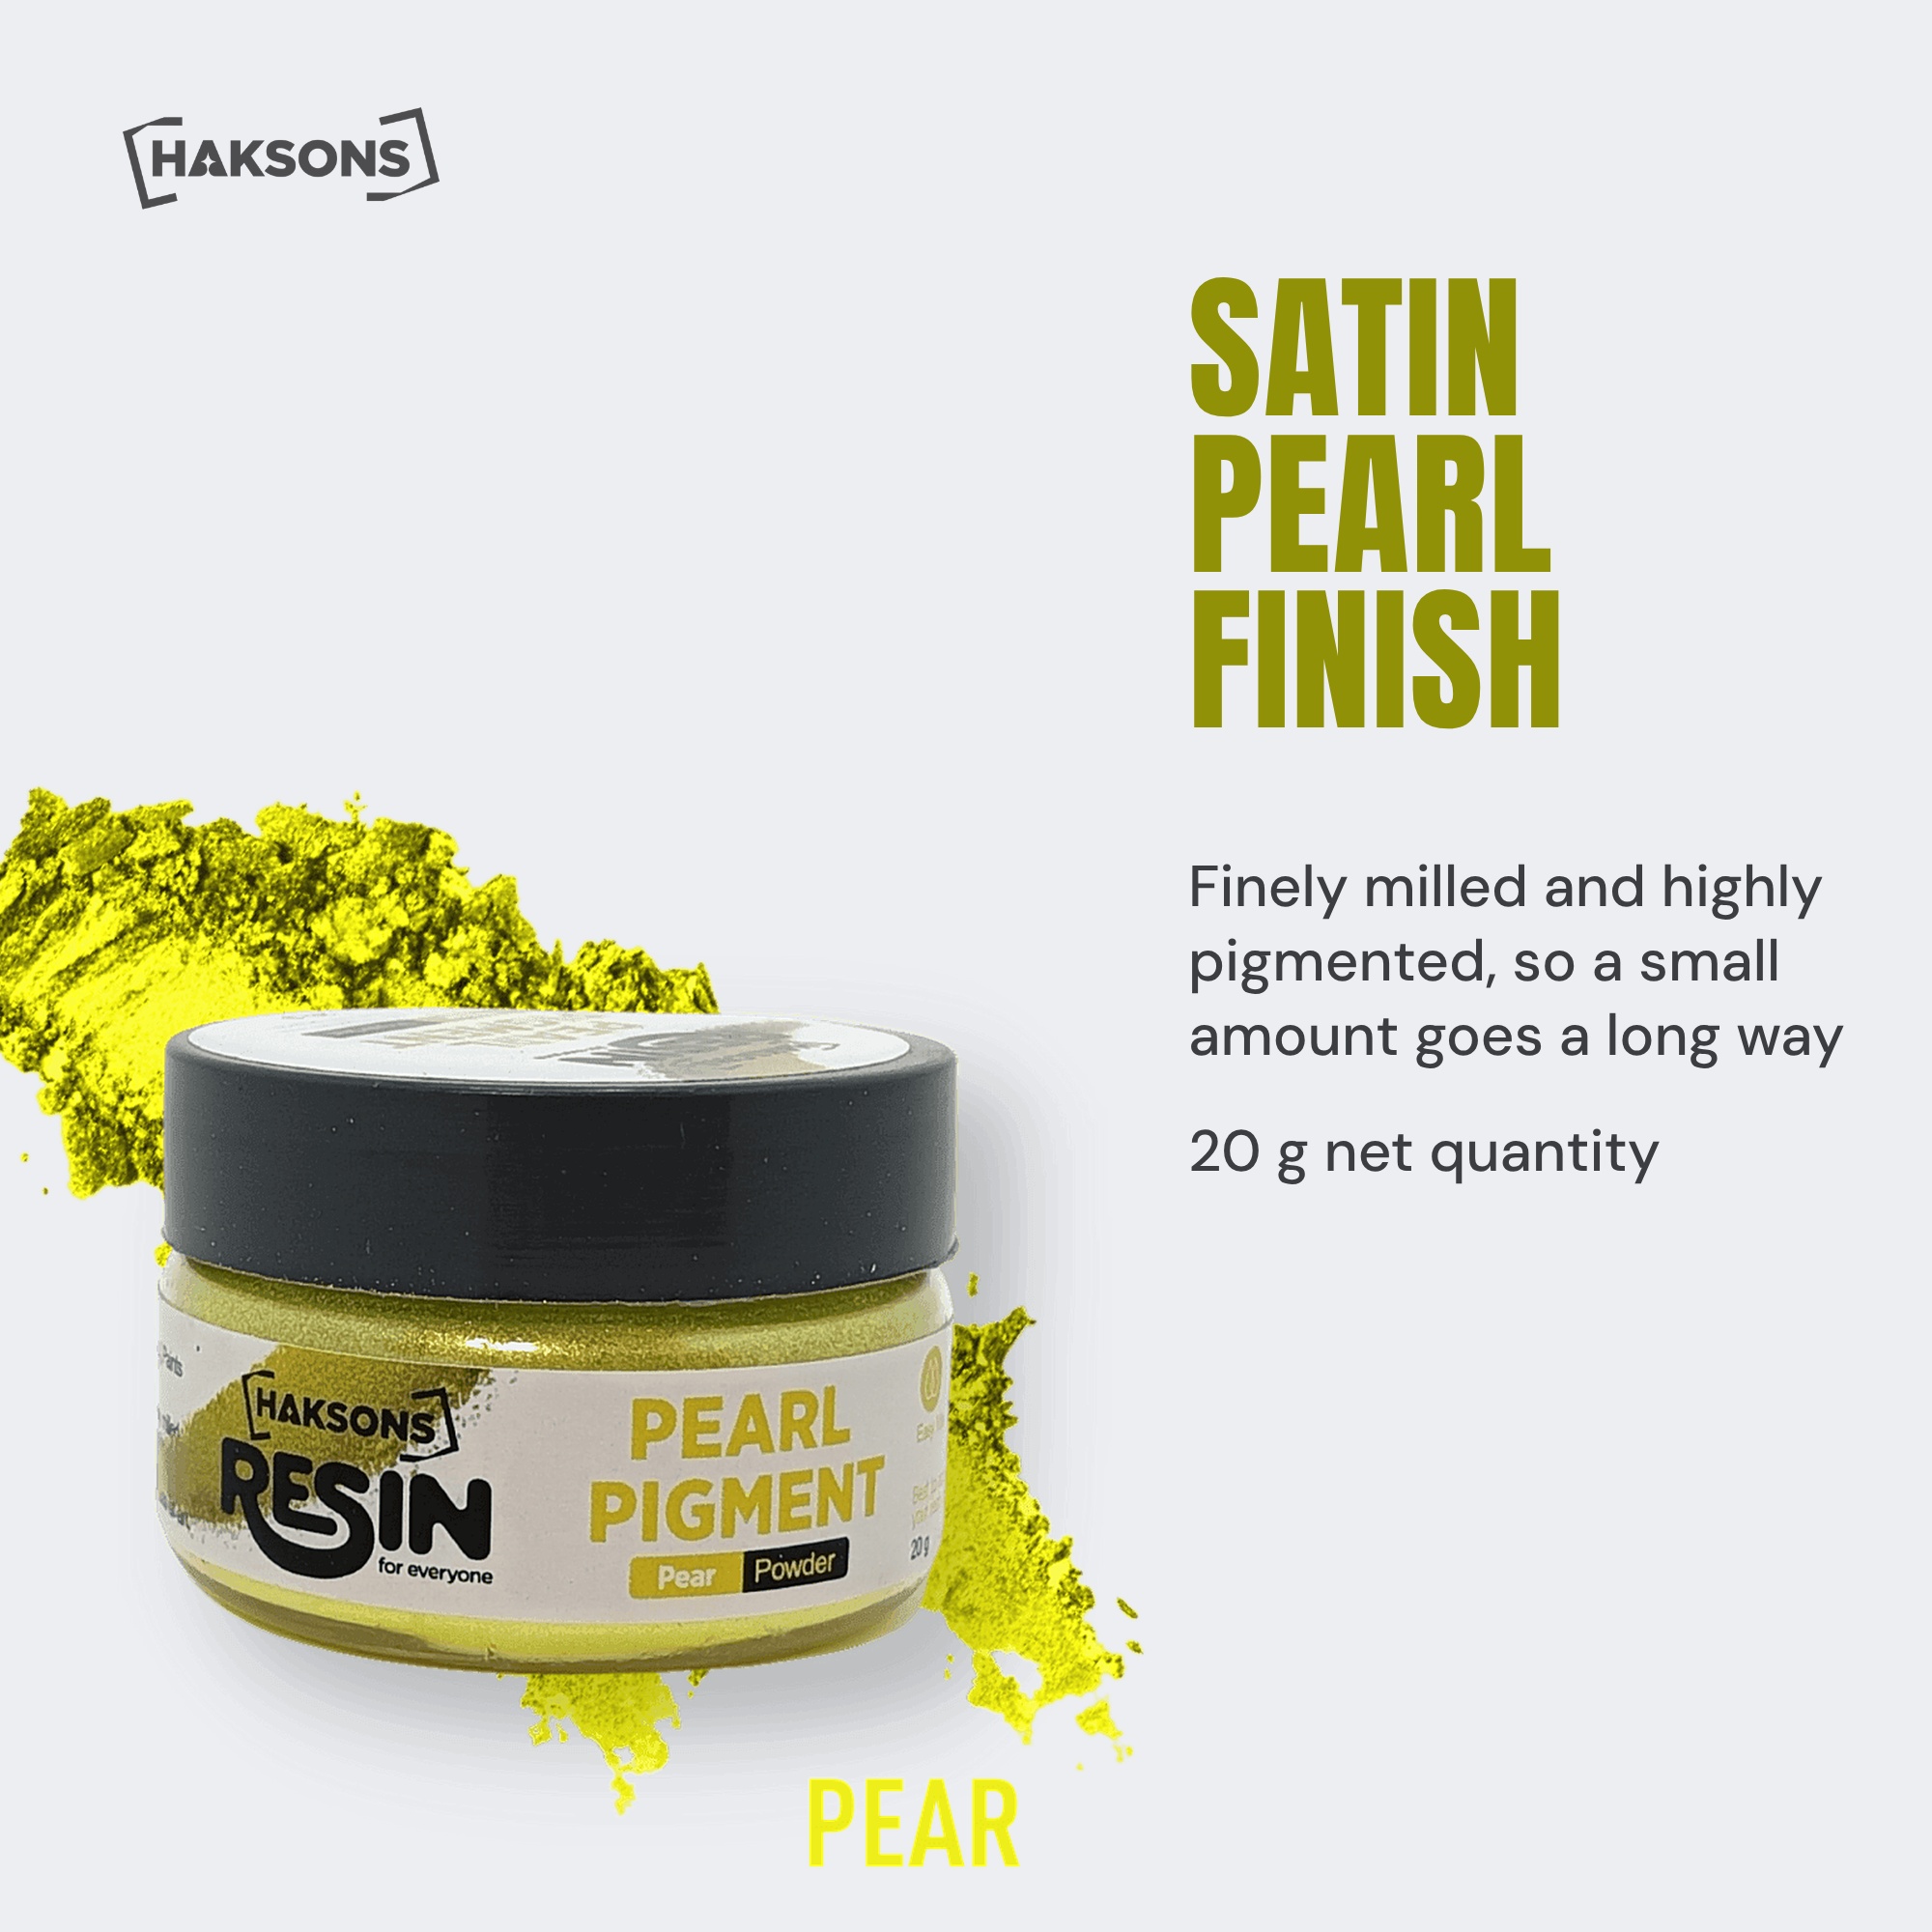 HAKSONS
SATIN
PEARL
FINISH
Finely milled and highly
pigmented, so a small
amount goes a long way
20 g net quantity
HAKSONS
RESIN
for everyone
PEARL
PIGMENT
Pear Powder
20 g
PEAR